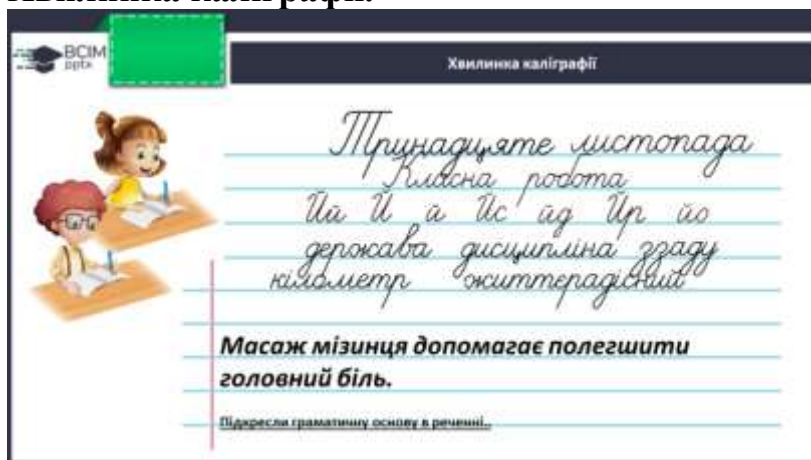 Хвилинка каліграфії.
ВСІМ
pptx
Хвилинка каліграфії
Тринадцяте листопада
Класна робота
Йй Й й Йс йд Йр йо
держава дисципліна ззаду
кілометр життєрадісний
Масаж мізинця допомагає полегшити
головний біль.
Підкресли граматичну основу в реченні..